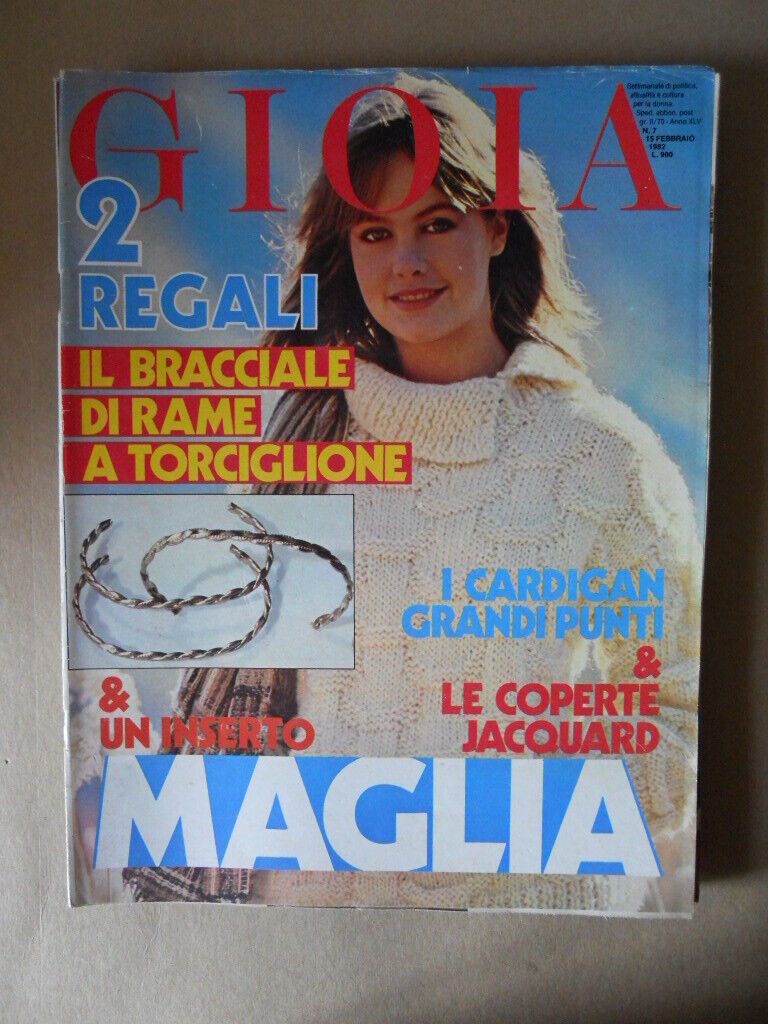 GIOIA
Settimanale di politica,
attualità e cultura
per la donna.
Sped. abbon. post.
gr. II/70 - Anno XLV
N. 7
15 FEBBRAIO
1982
L. 900
2
REGALI
IL BRACCIALE
DI RAME
A TORCIGLIONE
I CARDIGAN
GRANDI PUNTI
&
LE COPERTE
JACQUARD
&
UN INSERTO
MAGLIA